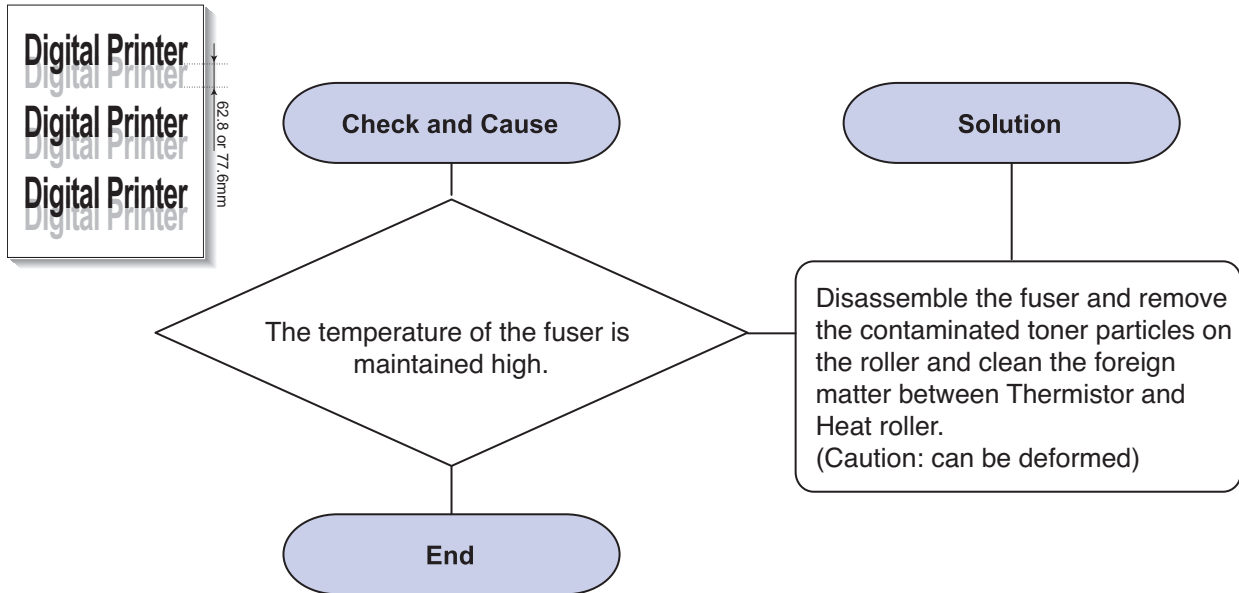 Digital Printer
Digital Printer
Digital Printer
Digital Printer
Digital Printer
Digital Printer
62.8 or 77.6mm
Check and Cause
Solution
The temperature of the fuser is
maintained high.
Disassemble the fuser and remove
the contaminated toner particles on
the roller and clean the foreign
matter between Thermistor and
Heat roller.
(Caution: can be deformed)
End